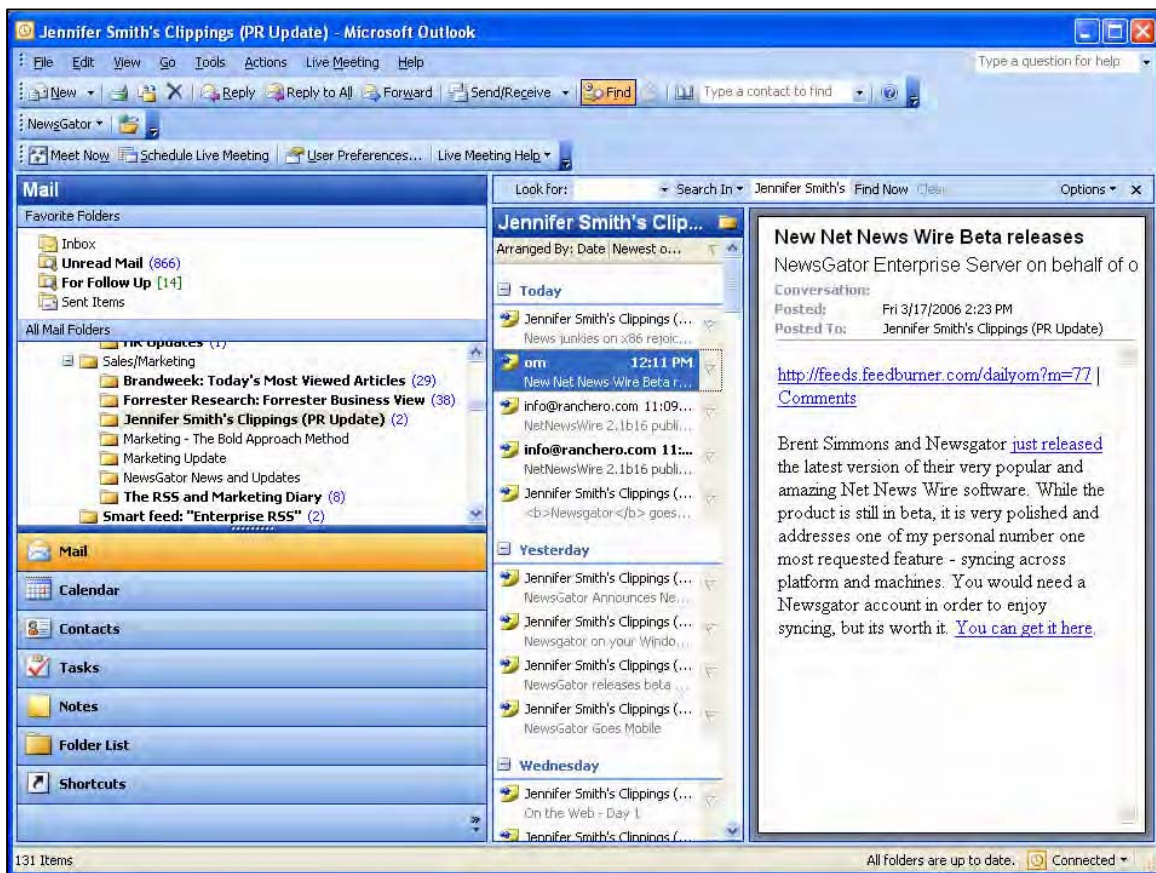 Jennifer Smith's Clippings (PR Update) - Microsoft Outlook
File Edit View Go Tools Actions Live Meeting Help Type a question for help
New Reply Reply to All Forward Send/Receive Find Type a contact to find
NewsGator
Meet Now Schedule Live Meeting User Preferences... Live Meeting Help
Mail
Favorite Folders
Inbox
Unread Mail (866)
For Follow Up [14]
Sent Items
All Mail Folders
HR Updates (1)
Sales/Marketing
Brandweek: Today's Most Viewed Articles (29)
Forrester Research: Forrester Business View (38)
Jennifer Smith's Clippings (PR Update) (2)
Marketing - The Bold Approach Method
Marketing Update
NewsGator News and Updates
The RSS and Marketing Diary (8)
Smart feed: "Enterprise RSS" (2)
Mail
Calendar
Contacts
Tasks
Notes
Folder List
Shortcuts
Look for: Search In Jennifer Smith's Find Now Clear Options
Jennifer Smith's Clip...
Arranged By: Date Newest o...
Today
Jennifer Smith's Clippings (...
News junkies on x86 rejoic...
om 12:11 PM
New Net News Wire Beta r...
info@ranchero.com 11:09...
NetNewsWire 2.1b16 publi...
info@ranchero.com 11:...
NetNewsWire 2.1b16 publi...
Jennifer Smith's Clippings (...
<b>Newsgator</b> goes...
Yesterday
Jennifer Smith's Clippings (...
NewsGator Announces Ne...
Jennifer Smith's Clippings (...
Newsgator on your Windo...
Jennifer Smith's Clippings (...
NewsGator releases beta ...
Jennifer Smith's Clippings (...
NewsGator Goes Mobile
Wednesday
Jennifer Smith's Clippings (...
On the Web - Day 1
Jennifer Smith's Clippings (...
New Net News Wire Beta releases
NewsGator Enterprise Server on behalf of o
Conversation:
Posted: Fri 3/17/2006 2:23 PM
Posted To: Jennifer Smith's Clippings (PR Update)
http://feeds.feedburner.com/dailyom?m=77 |
Comments
Brent Simmons and Newsgator just released
the latest version of their very popular and
amazing Net News Wire software. While the
product is still in beta, it is very polished and
addresses one of my personal number one
most requested feature - syncing across
platform and machines. You would need a
Newsgator account in order to enjoy
syncing, but its worth it. You can get it here.
131 Items All folders are up to date. Connected